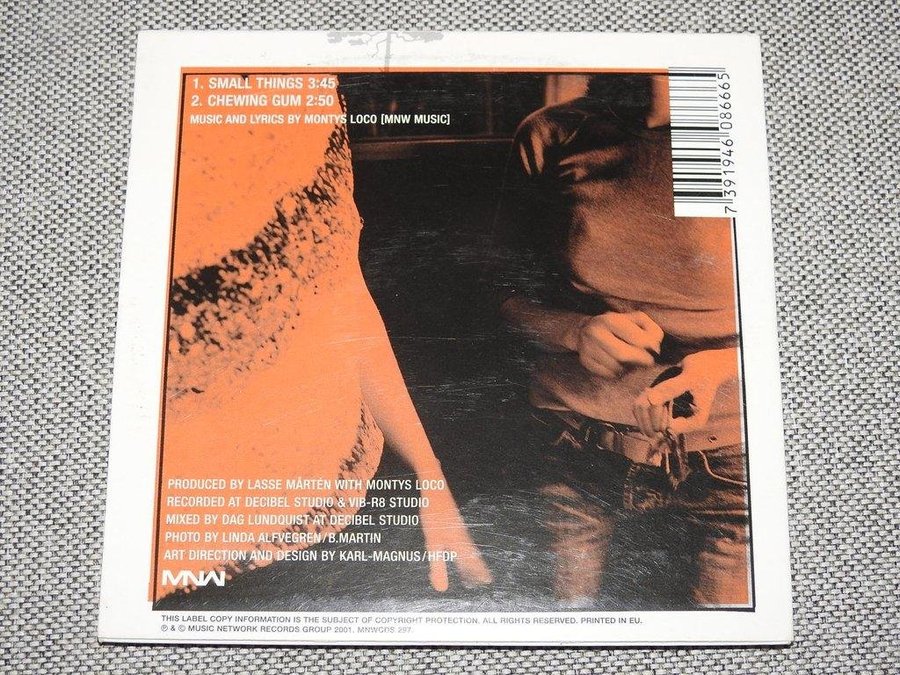 1. SMALL THINGS 3:45
2. CHEWING GUM 2:50
MUSIC AND LYRICS BY MONTYS LOCO [MNW MUSIC]
7 391946 086665
PRODUCED BY LASSE MÅRTÉN WITH MONTYS LOCO
RECORDED AT DECIBEL STUDIO & VIB-R8 STUDIO
MIXED BY DAG LUNDQUIST AT DECIBEL STUDIO
PHOTO BY LINDA ALFVEGREN/B.MARTIN
ART DIRECTION AND DESIGN BY KARL-MAGNUS/HFDP
MNW
THIS LABEL COPY INFORMATION IS THE SUBJECT OF COPYRIGHT PROTECTION. ALL RIGHTS RESERVED. PRINTED IN EU.
℗ & © MUSIC NETWORK RECORDS GROUP 2001. MNWCDS 297